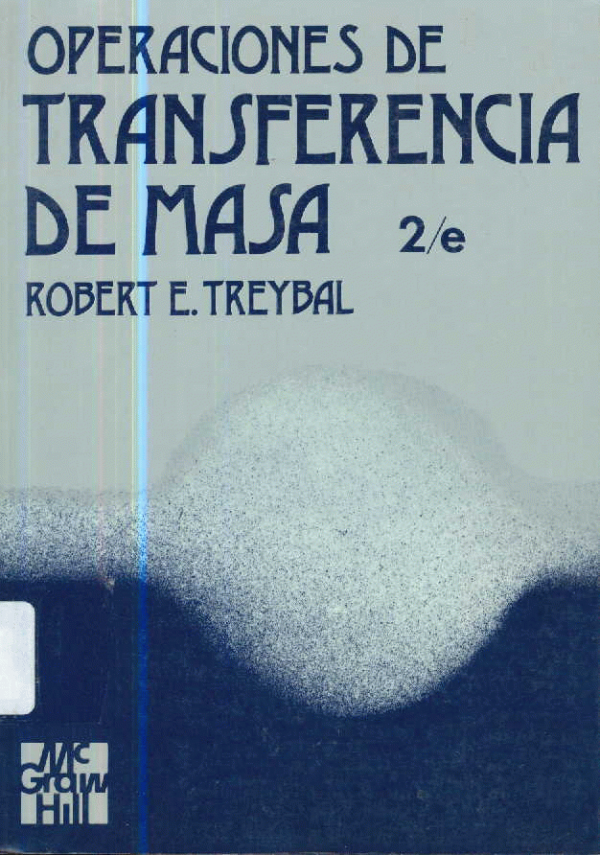 OPERACIONES DE
TRANSFERENCIA
DE MASA 2/e
ROBERT E. TREYBAL
Mc
Graw
Hill